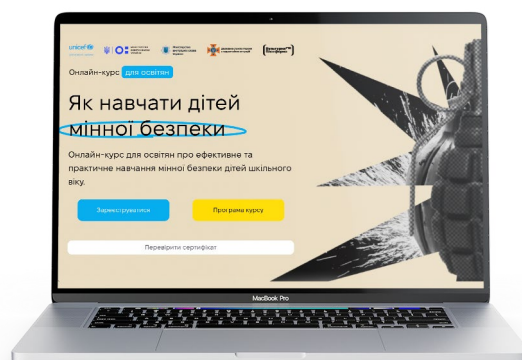 unicef
Онлайн-курс для освітян
Як навчати дітей
мінної безпеки
Онлайн-курс для освітян про ефективне та
практичне навчання мінної безпеки дітей шкільного
віку.
Зареєструватися Програма курсу
Перевірити сертифікат
MacBook Pro